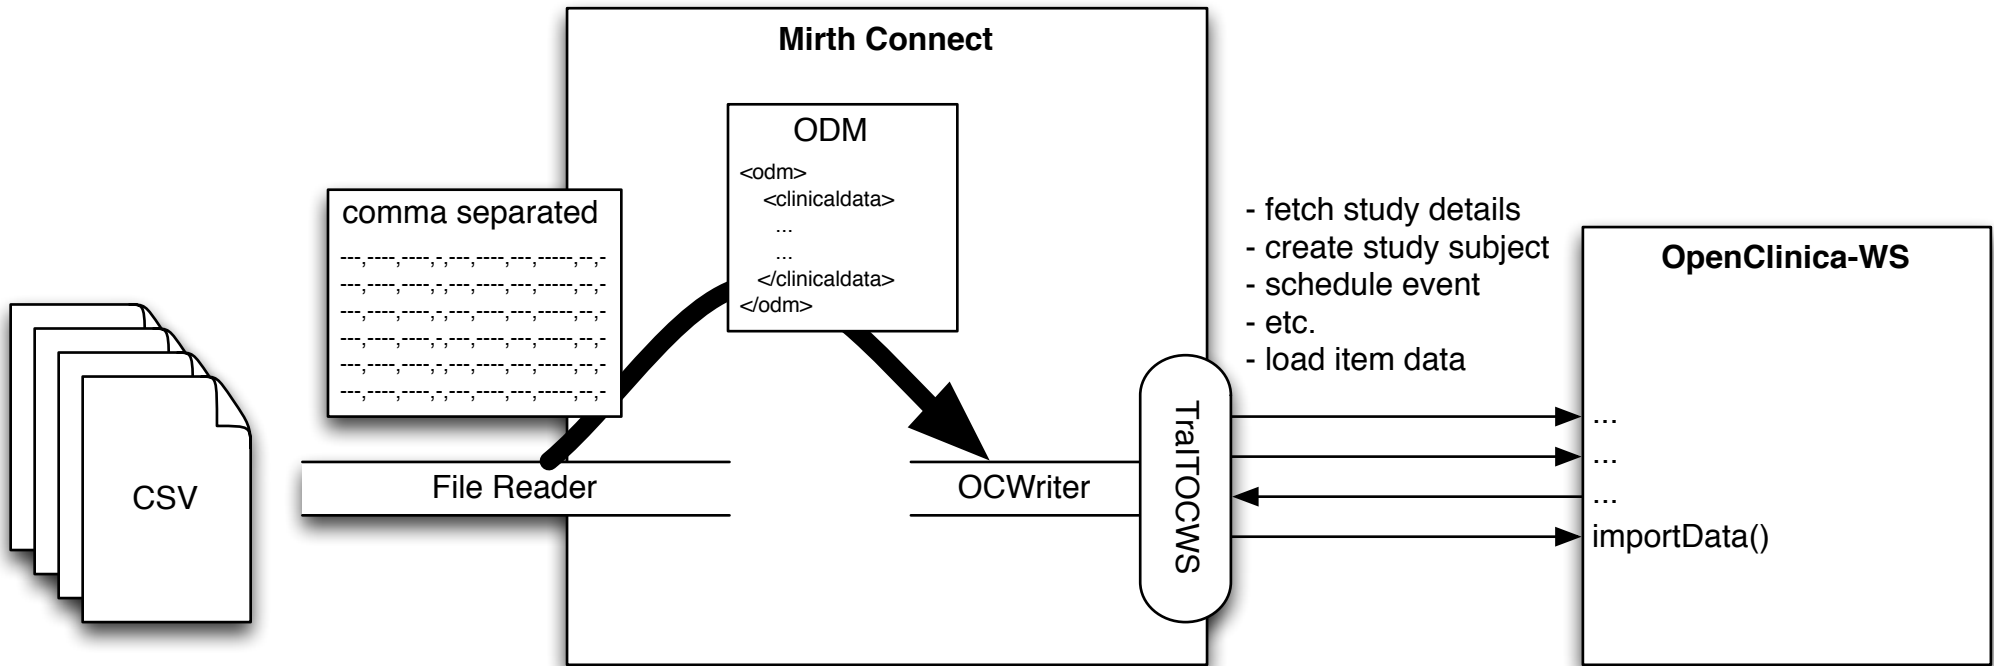 Mirth Connect
ODM
<odm>
<clinicaldata>
...
...
</clinicaldata>
</odm>
comma separated
---,----,----,-,---,----,---,-----,--,-
---,----,----,-,---,----,---,-----,--,-
---,----,----,-,---,----,---,-----,--,-
---,----,----,-,---,----,---,-----,--,-
---,----,----,-,---,----,---,-----,--,-
---,----,----,-,---,----,---,-----,--,-
CSV
File Reader
OCWriter
TraITOCWS
- fetch study details
- create study subject
- schedule event
- etc.
- load item data
OpenClinica-WS
...
...
...
importData()